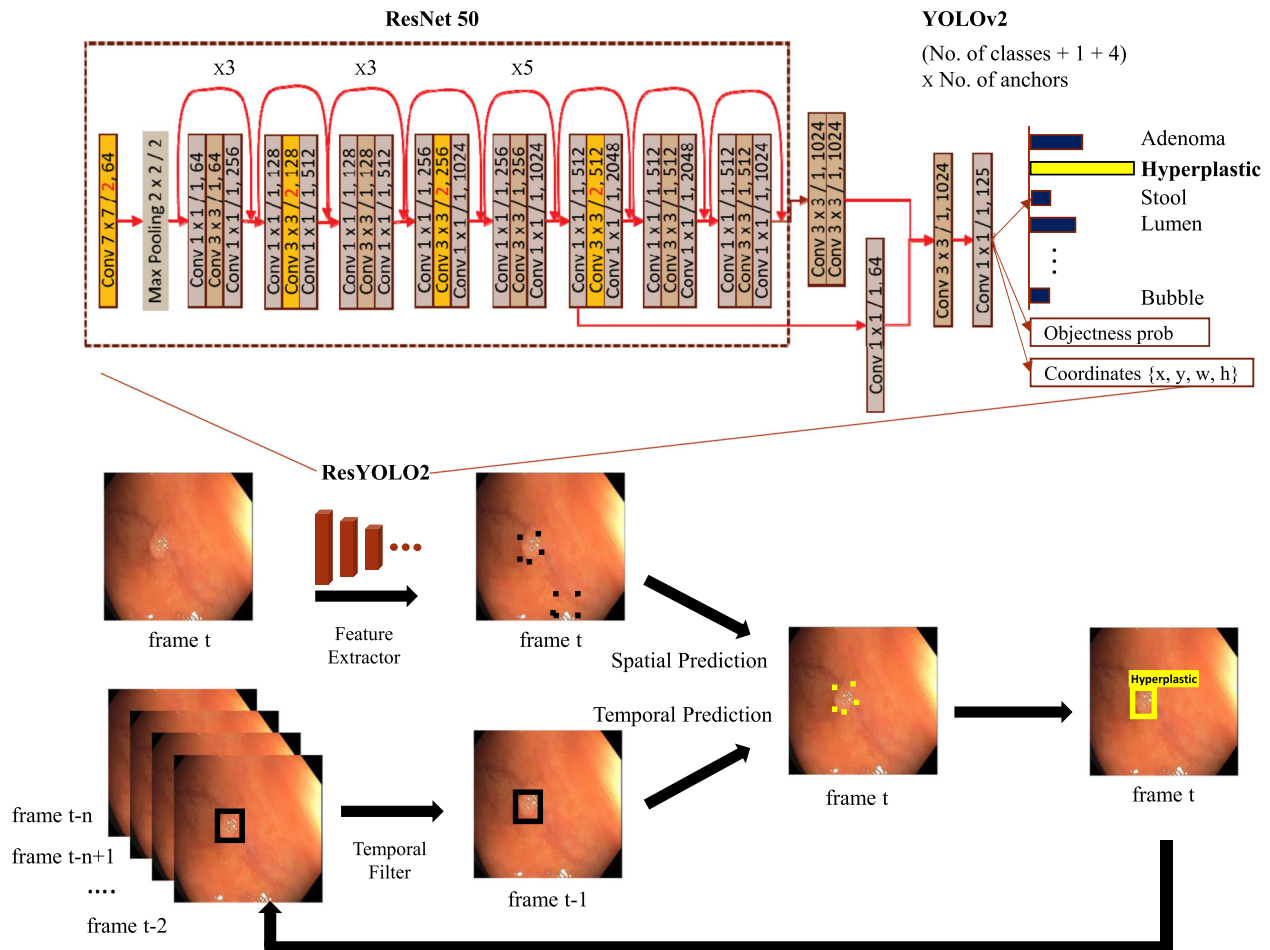 ResNet 50
YOLOv2
(No. of classes + 1 + 4)
x No. of anchors
x3
x3
x5
Conv 7 x 7 / 2, 64
Max Pooling 2 x 2 / 2
Conv 1 x 1 / 1, 64
Conv 3 x 3 / 1, 64
Conv 1 x 1 / 1, 256
Conv 1 x 1 / 1, 128
Conv 3 x 3 / 2, 128
Conv 1 x 1 / 1, 512
Conv 1 x 1 / 1, 128
Conv 3 x 3 / 1, 128
Conv 1 x 1 / 1, 512
Conv 1 x 1 / 1, 256
Conv 3 x 3 / 2, 256
Conv 1 x 1 / 1, 1024
Conv 1 x 1 / 1, 256
Conv 3 x 3 / 1, 256
Conv 1 x 1 / 1, 1024
Conv 1 x 1 / 1, 512
Conv 3 x 3 / 2, 512
Conv 1 x 1 / 1, 2048
Conv 1 x 1 / 1, 512
Conv 3 x 3 / 1, 512
Conv 1 x 1 / 1, 2048
Conv 1 x 1 / 1, 512
Conv 3 x 3 / 1, 512
Conv 1 x 1 / 1, 1024
Conv 3 x 3 / 1, 1024
Conv 3 x 3 / 1, 1024
Conv 1 x 1 / 1, 64
Conv 3 x 3 / 1, 1024
Conv 1 x 1 / 1, 125
Adenoma
Hyperplastic
Stool
Lumen
Bubble
Objectness prob
Coordinates {x, y, w, h}
ResYOLO2
frame t
Feature
Extractor
frame t
Spatial Prediction
Temporal Prediction
frame t
Hyperplastic
frame t
frame t-n
frame t-n+1
....
frame t-2
Temporal
Filter
frame t-1